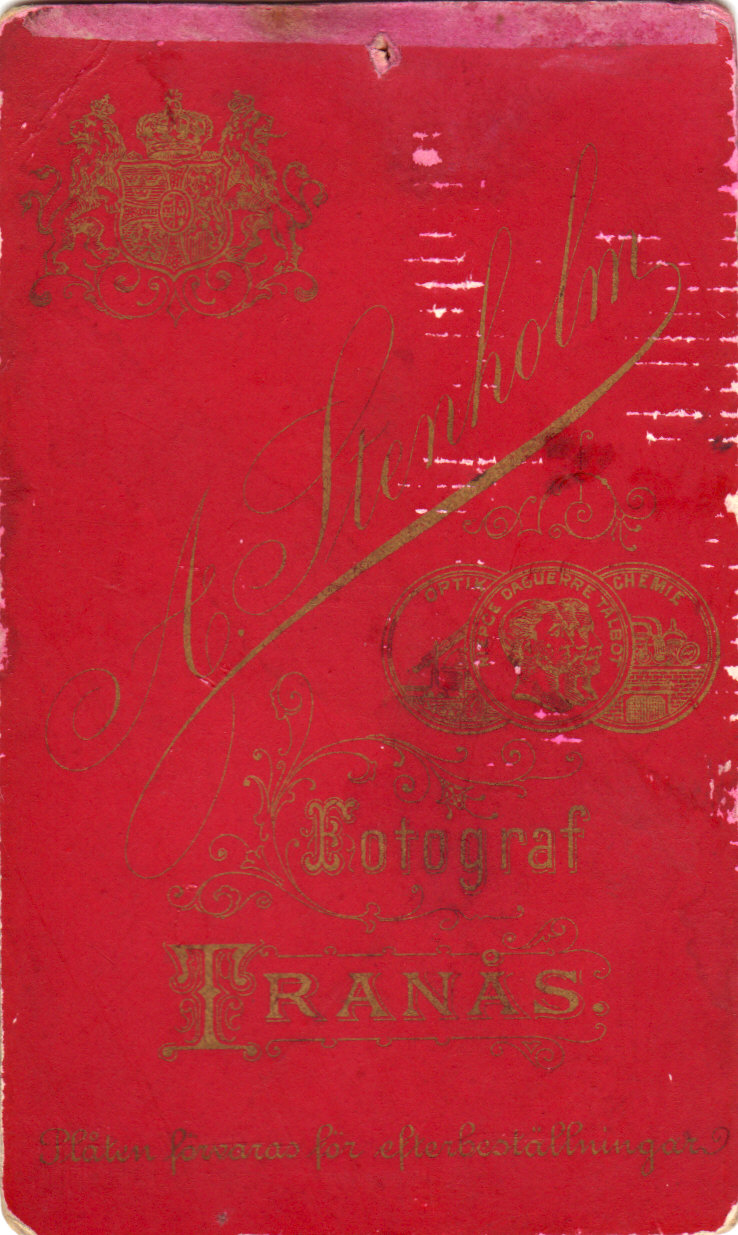 A. Stenholm
OPTIK
NIEPCE DAGUERRE TALBOT
CHEMIE
Fotograf
TRANÅS.
Plåten förvaras för efterbeställningar